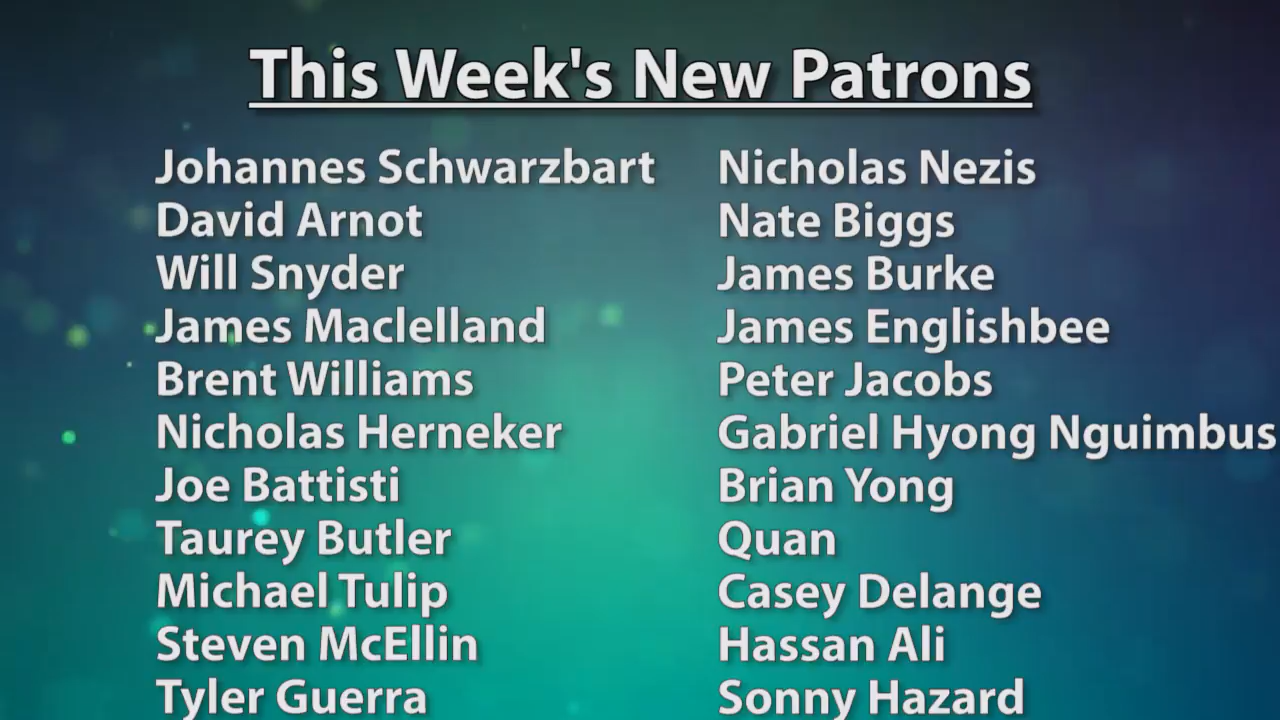 This Week's New Patrons
Johannes Schwarzbart
David Arnot
Will Snyder
James Maclelland
Brent Williams
Nicholas Herneker
Joe Battisti
Taurey Butler
Michael Tulip
Steven McEllin
Tyler Guerra
Nicholas Nezis
Nate Biggs
James Burke
James Englishbee
Peter Jacobs
Gabriel Hyong Nguimbus
Brian Yong
Quan
Casey Delange
Hassan Ali
Sonny Hazard